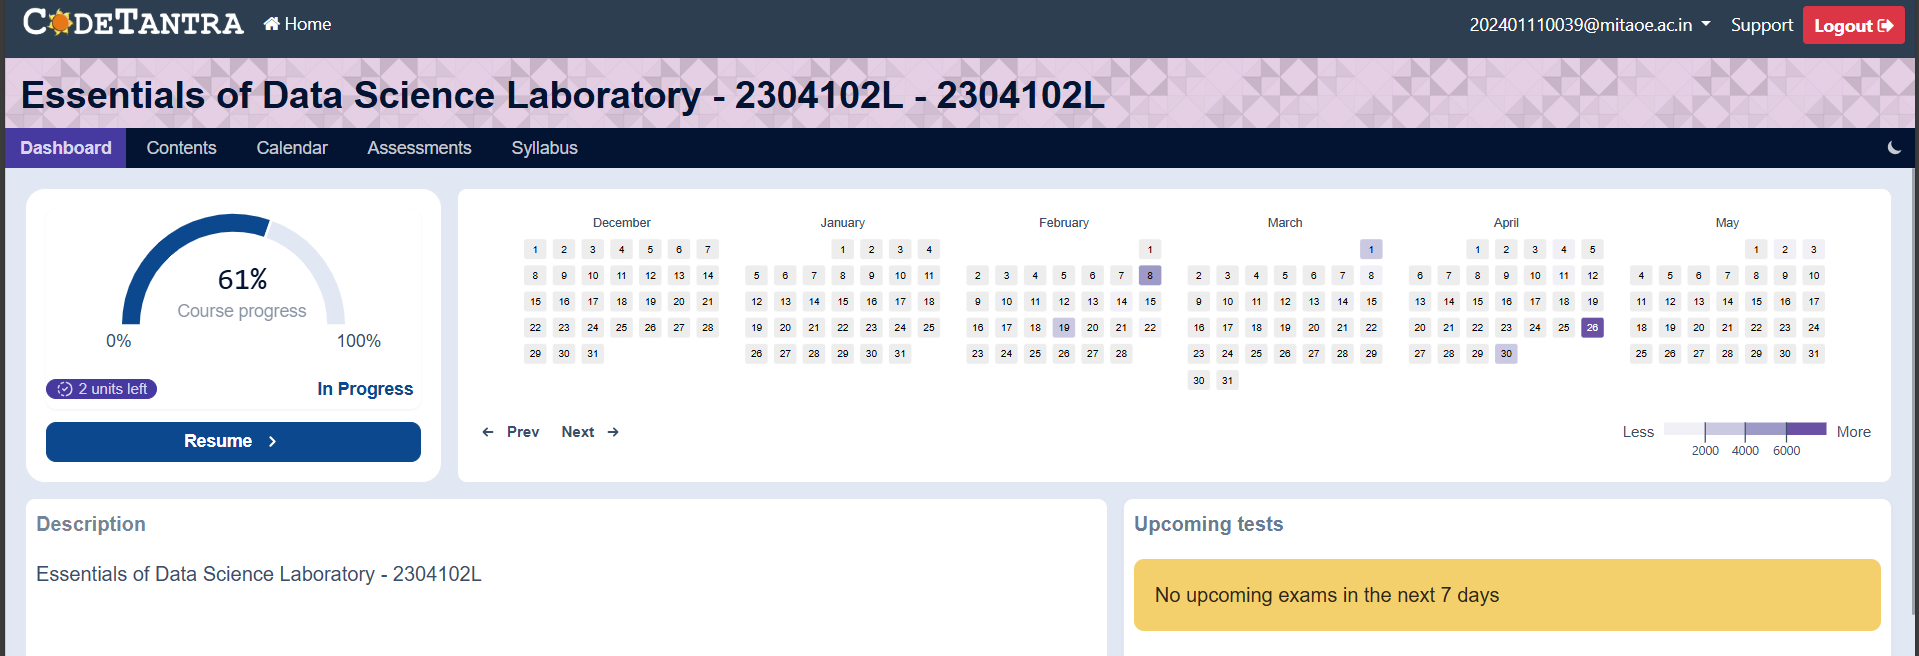 CODETANTRA Home 202401110039@mitaoe.ac.in Support Logout
Essentials of Data Science Laboratory - 2304102L - 2304102L
Dashboard Contents Calendar Assessments Syllabus
61%
Course progress
0% 100%
2 units left In Progress
Resume
December
1 2 3 4 5 6 7
8 9 10 11 12 13 14
15 16 17 18 19 20 21
22 23 24 25 26 27 28
29 30 31
January
1 2 3 4
5 6 7 8 9 10 11
12 13 14 15 16 17 18
19 20 21 22 23 24 25
26 27 28 29 30 31
February
1
2 3 4 5 6 7 8
9 10 11 12 13 14 15
16 17 18 19 20 21 22
23 24 25 26 27 28
March
1
2 3 4 5 6 7 8
9 10 11 12 13 14 15
16 17 18 19 20 21 22
23 24 25 26 27 28 29
30 31
April
1 2 3 4 5
6 7 8 9 10 11 12
13 14 15 16 17 18 19
20 21 22 23 24 25 26
27 28 29 30
May
1 2 3
4 5 6 7 8 9 10
11 12 13 14 15 16 17
18 19 20 21 22 23 24
25 26 27 28 29 30 31
← Prev Next →
Less More
2000 4000 6000
Description
Essentials of Data Science Laboratory - 2304102L
Upcoming tests
No upcoming exams in the next 7 days